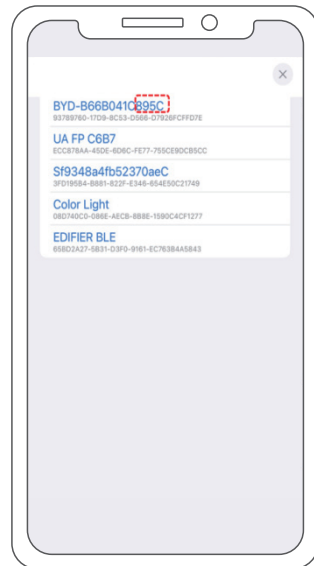 BYD-B66B041C895C
93789760-17D9-8C53-D566-D7926FCFFD7E
UA FP C6B7
ECC878AA-45DE-6D6C-FE77-755CE9DCB5CC
Sf9348a4fb52370aeC
3FD195B4-B881-822F-E346-654E50C21749
Color Light
08D740C0-086E-AECB-8B8E-1590C4CF1277
EDIFIER BLE
65BD2A27-5B31-D3F0-9161-EC763B4A5843